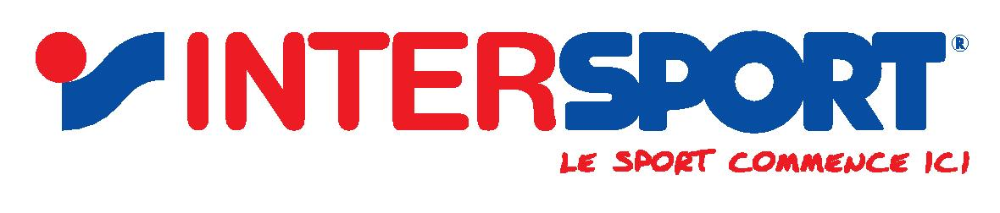 INTERSPORT®
LE SPORT COMMENCE ICI